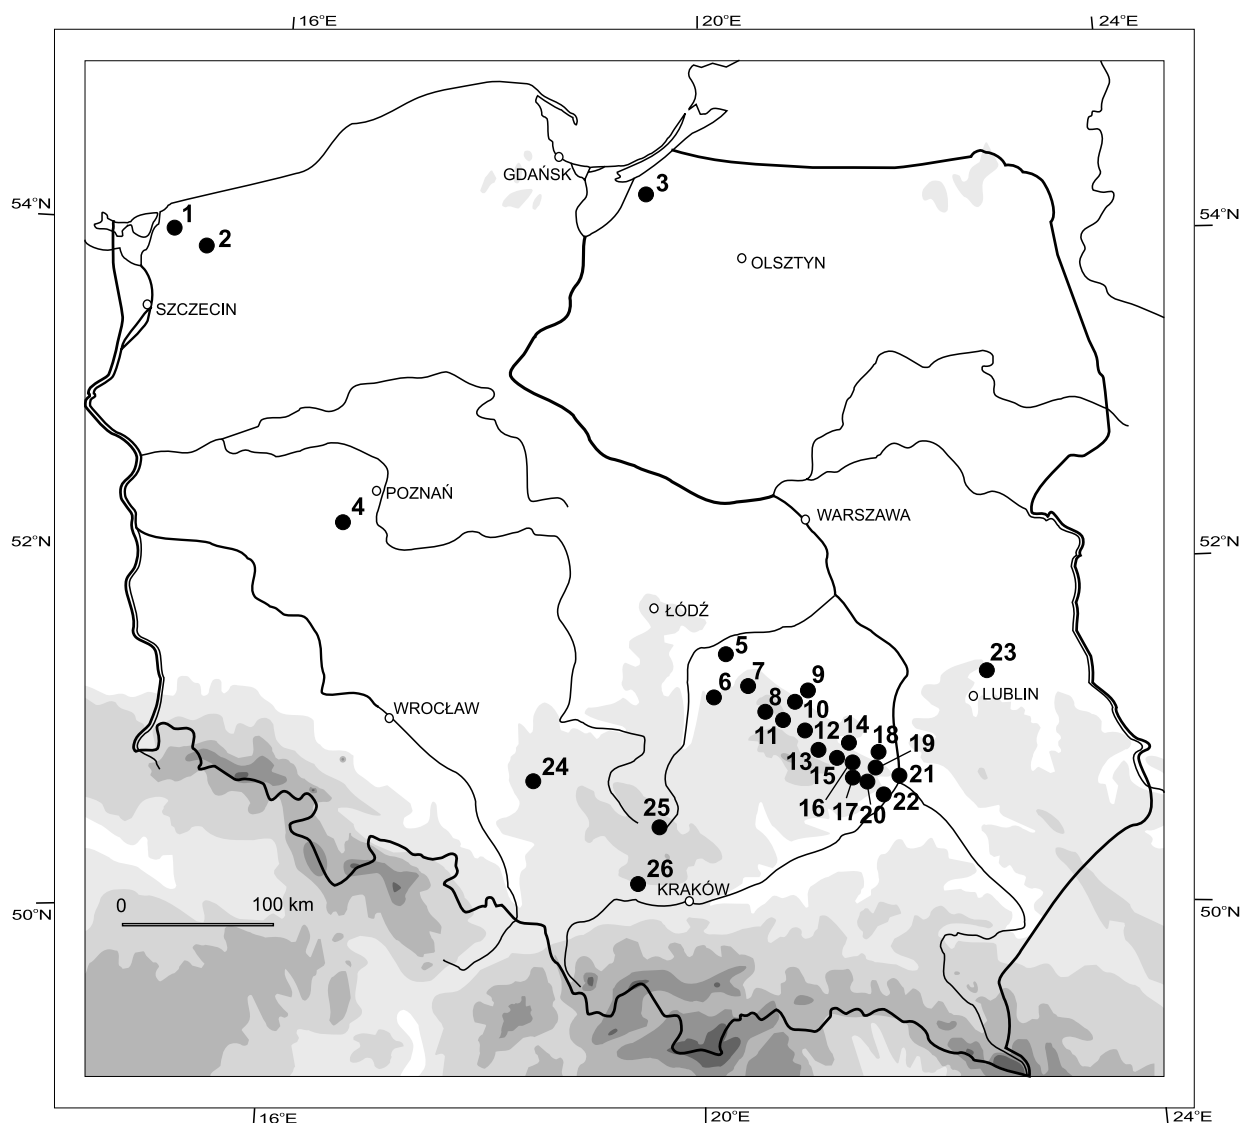 16°E 20°E 24°E
54°N
54°N
GDAŃSK
3
1
2
OLSZTYN
SZCZECIN
POZNAŃ
4
WARSZAWA
52°N
52°N
ŁÓDŹ
5
23
7
9
6
LUBLIN
8
10
WROCŁAW
11
12
14
18
19
13
24
15
21
16
17
20
22
25
26
KRAKÓW
0 100 km
50°N
50°N
16°E 20°E 24°E